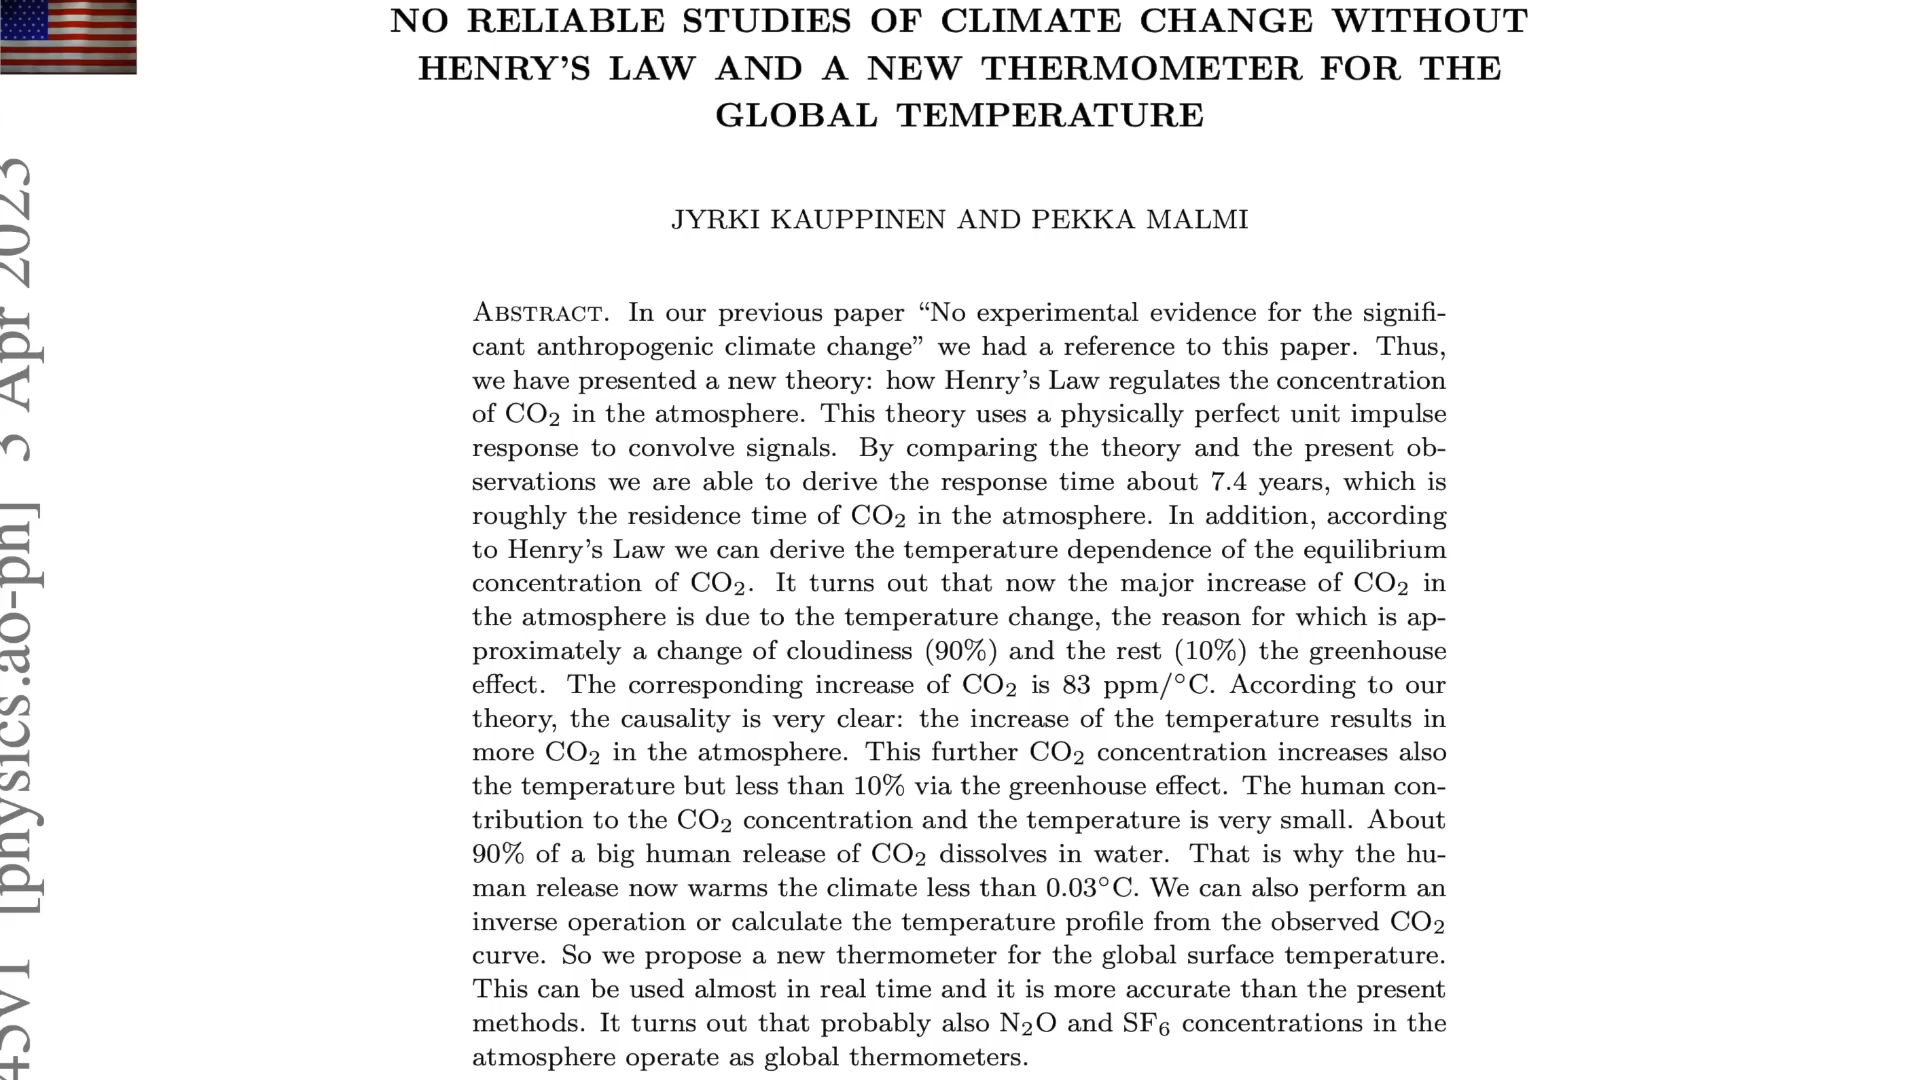 NO RELIABLE STUDIES OF CLIMATE CHANGE WITHOUT
HENRY'S LAW AND A NEW THERMOMETER FOR THE
GLOBAL TEMPERATURE
JYRKI KAUPPINEN AND PEKKA MALMI
Abstract. In our previous paper “No experimental evidence for the signifi-
cant anthropogenic climate change” we had a reference to this paper. Thus,
we have presented a new theory: how Henry's Law regulates the concentration
of CO₂ in the atmosphere. This theory uses a physically perfect unit impulse
response to convolve signals. By comparing the theory and the present ob-
servations we are able to derive the response time about 7.4 years, which is
roughly the residence time of CO₂ in the atmosphere. In addition, according
to Henry's Law we can derive the temperature dependence of the equilibrium
concentration of CO₂. It turns out that now the major increase of CO₂ in
the atmosphere is due to the temperature change, the reason for which is ap-
proximately a change of cloudiness (90%) and the rest (10%) the greenhouse
effect. The corresponding increase of CO₂ is 83 ppm/°C. According to our
theory, the causality is very clear: the increase of the temperature results in
more CO₂ in the atmosphere. This further CO₂ concentration increases also
the temperature but less than 10% via the greenhouse effect. The human con-
tribution to the CO₂ concentration and the temperature is very small. About
90% of a big human release of CO₂ dissolves in water. That is why the hu-
man release now warms the climate less than 0.03°C. We can also perform an
inverse operation or calculate the temperature profile from the observed CO₂
curve. So we propose a new thermometer for the global surface temperature.
This can be used almost in real time and it is more accurate than the present
methods. It turns out that probably also N₂O and SF₆ concentrations in the
atmosphere operate as global thermometers.
45v1 [physics.ao-ph] 3 Apr 2023